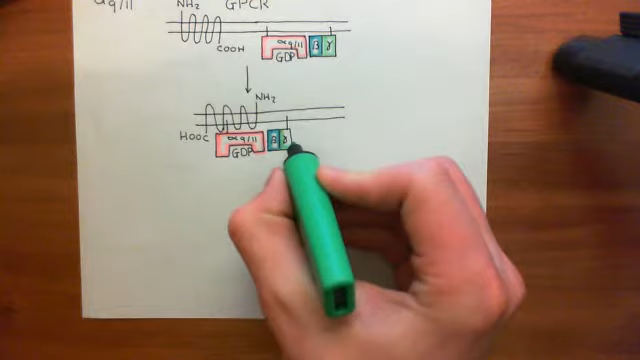 αq/11 NH₂ GPCR
COOH αq/11 β γ
GDP
NH₂
HOOC αq/11 β γ
GDP